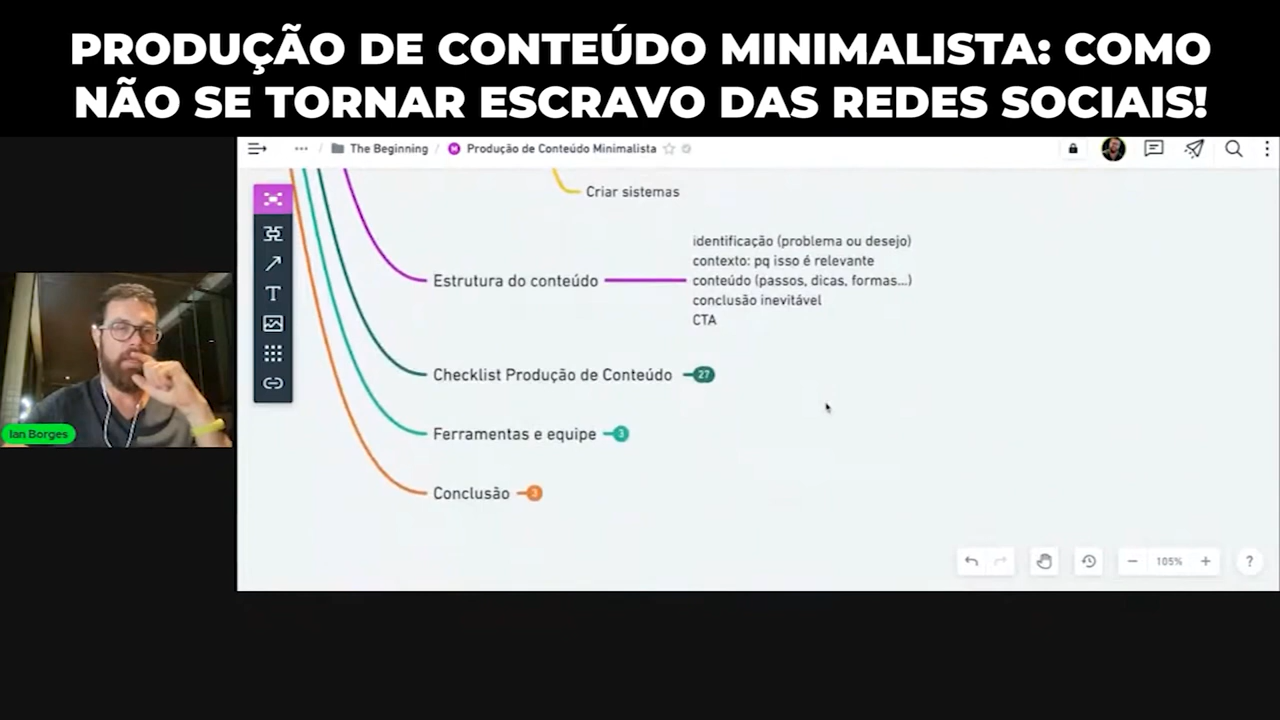 PRODUÇÃO DE CONTEÚDO MINIMALISTA: COMO
NÃO SE TORNAR ESCRAVO DAS REDES SOCIAIS!
... / The Beginning / M Produção de Conteúdo Minimalista
Criar sistemas
identificação (problema ou desejo)
contexto: pq isso é relevante
Estrutura do conteúdo
conteúdo (passos, dicas, formas...)
conclusão inevitável
CTA
T
Checklist Produção de Conteúdo 27
Ian Borges
Ferramentas e equipe 3
Conclusão 3
− 105% + ?